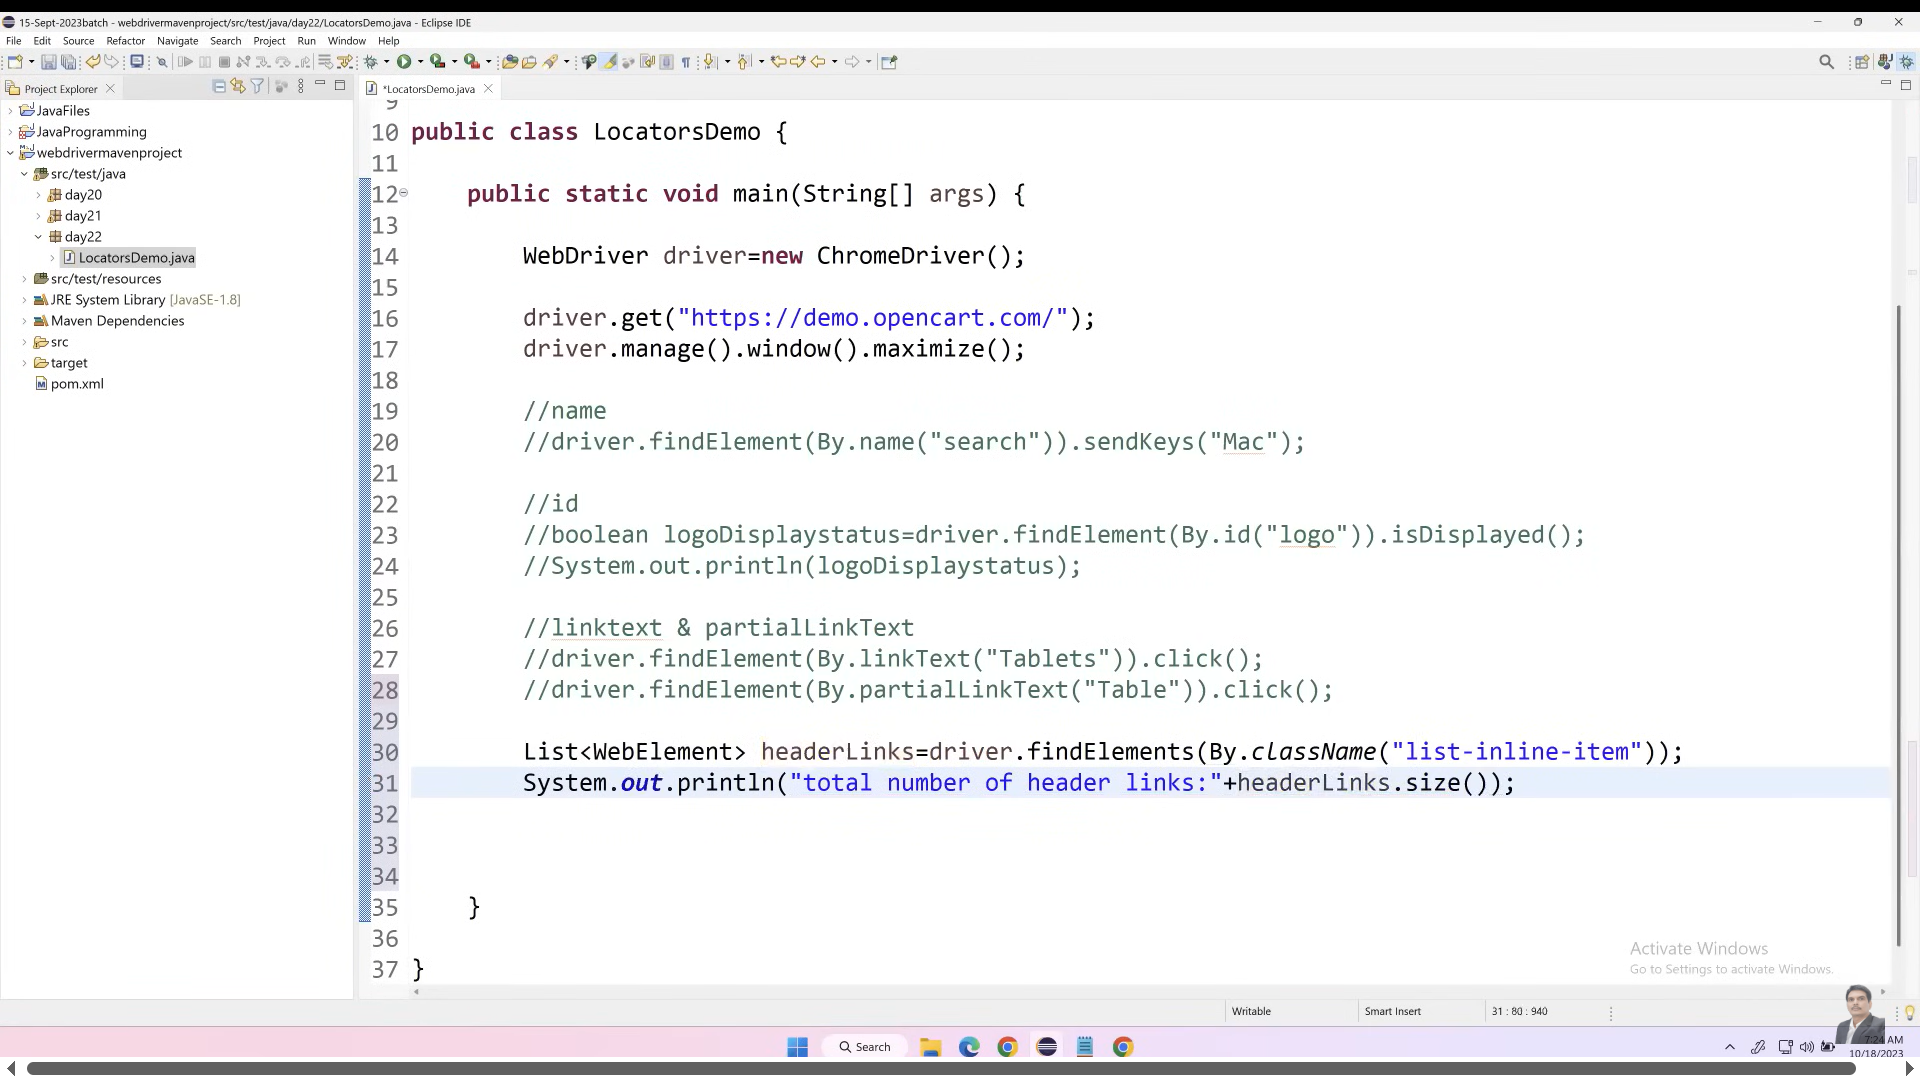 15-Sept-2023batch - webdrivermavenproject/src/test/java/day22/LocatorsDemo.java - Eclipse IDE
File Edit Source Refactor Navigate Search Project Run Window Help
Project Explorer
*LocatorsDemo.java
JavaFiles
JavaProgramming
webdrivermavenproject
src/test/java
day20
day21
day22
LocatorsDemo.java
src/test/resources
JRE System Library [JavaSE-1.8]
Maven Dependencies
src
target
pom.xml
9
10 public class LocatorsDemo {
11
12 public static void main(String[] args) {
13
14 WebDriver driver=new ChromeDriver();
15
16 driver.get("https://demo.opencart.com/");
17 driver.manage().window().maximize();
18
19 //name
20 //driver.findElement(By.name("search")).sendKeys("Mac");
21
22 //id
23 //boolean logoDisplaystatus=driver.findElement(By.id("logo")).isDisplayed();
24 //System.out.println(logoDisplaystatus);
25
26 //linktext & partialLinkText
27 //driver.findElement(By.linkText("Tablets")).click();
28 //driver.findElement(By.partialLinkText("Table")).click();
29
30 List<WebElement> headerLinks=driver.findElements(By.className("list-inline-item"));
31 System.out.println("total number of header links:"+headerLinks.size());
32
33
34
35 }
36
37 }
Activate Windows
Go to Settings to activate Windows.
Writable Smart Insert 31 : 80 : 940
Search
7:24 AM
10/18/2023